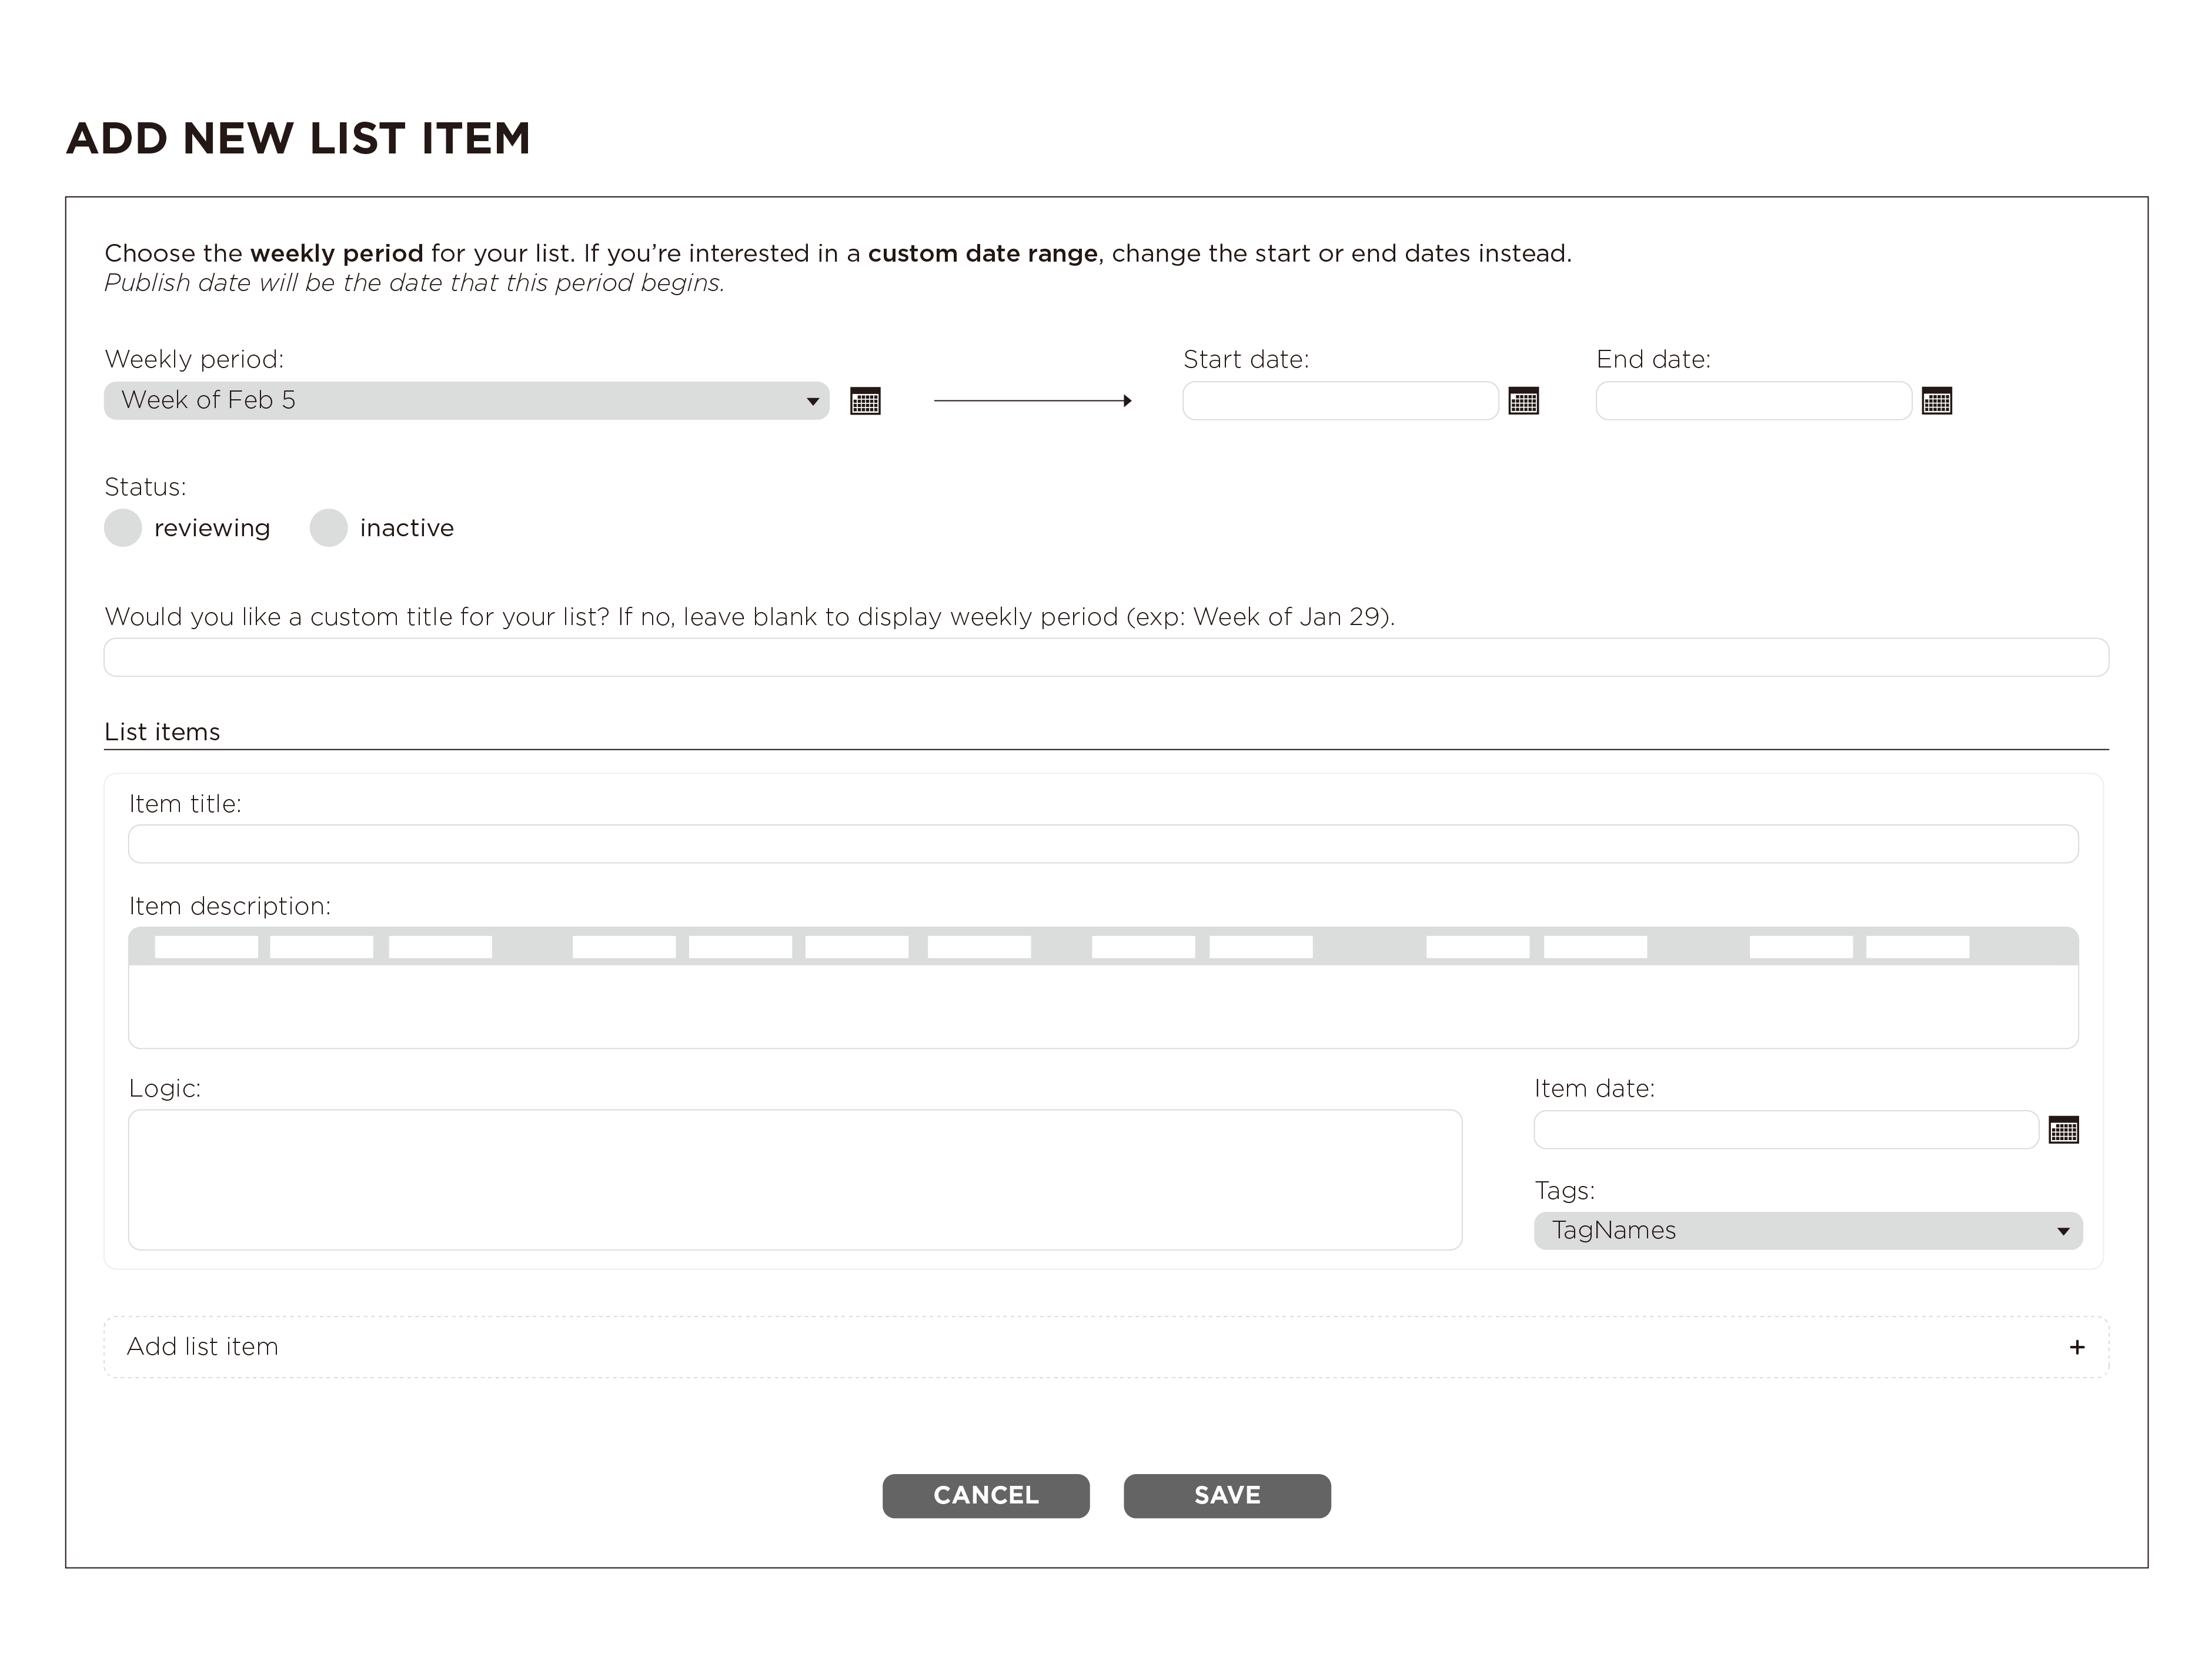 ADD NEW LIST ITEM
Choose the weekly period for your list. If you’re interested in a custom date range, change the start or end dates instead.
Publish date will be the date that this period begins.
Weekly period:
Start date:
End date:
Week of Feb 5
Status:
reviewing
inactive
Would you like a custom title for your list? If no, leave blank to display weekly period (exp: Week of Jan 29).
List items
Item title:
Item description:
Logic:
Item date:
Tags:
TagNames
Add list item +
CANCEL
SAVE